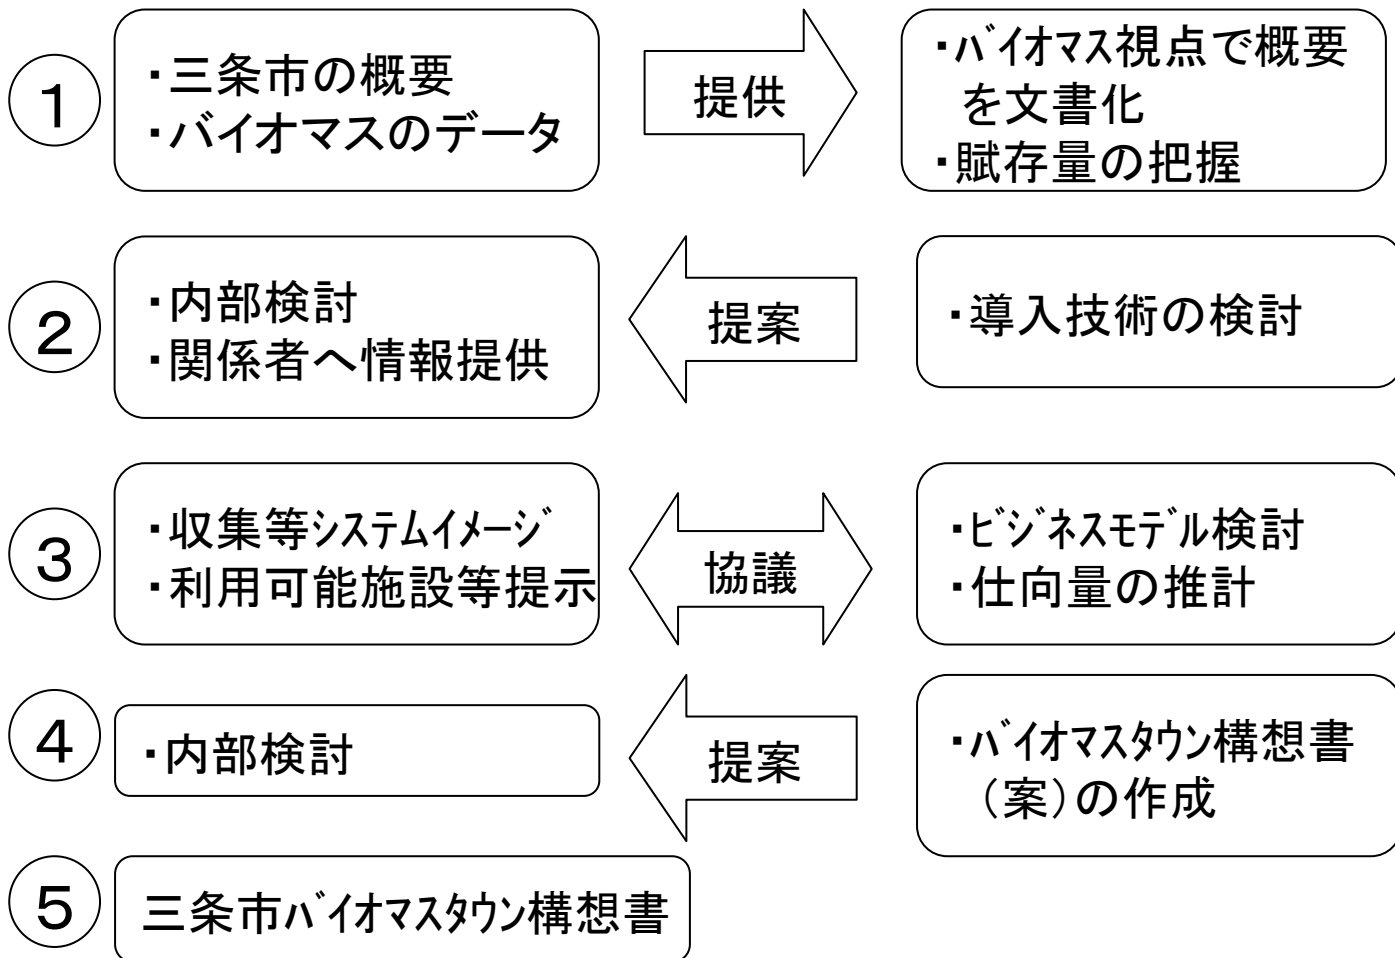 １
・三条市の概要
・バイオマスのデータ
提供
・ﾊﾞｲｵﾏｽ視点で概要
を文書化
・賦存量の把握
２
・内部検討
・関係者へ情報提供
提案
・導入技術の検討
３
・収集等ｼｽﾃﾑｲﾒｰｼﾞ
・利用可能施設等提示
協議
・ﾋﾞｼﾞﾈｽﾓﾃﾞﾙ検討
・仕向量の推計
４
・内部検討
提案
・ﾊﾞｲｵﾏｽﾀｳﾝ構想書
（案）の作成
５
三条市ﾊﾞｲｵﾏｽﾀｳﾝ構想書